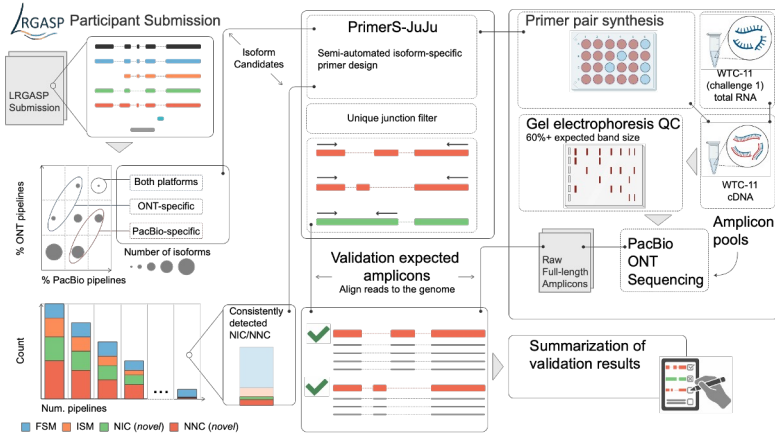 LRGASP Participant Submission
LRGASP
Submission
Isoform
Candidates
PrimerS-JuJu
Semi-automated isoform-specific
primer design
Unique junction filter
Primer pair synthesis
WTC-11
(challenge 1)
total RNA
Gel electrophoresis QC
60%+ expected band size
WTC-11
cDNA
% ONT pipelines
Both platforms
ONT-specific
PacBio-specific
Number of isoforms
% PacBio pipelines
Validation expected
amplicons
Align reads to the genome
Raw
Full-length
Amplicons
PacBio
ONT
Sequencing
Amplicon
pools
Count
Consistently
detected
NIC/NNC
Num. pipelines
FSM ISM NIC (novel) NNC (novel)
Summarization of
validation results